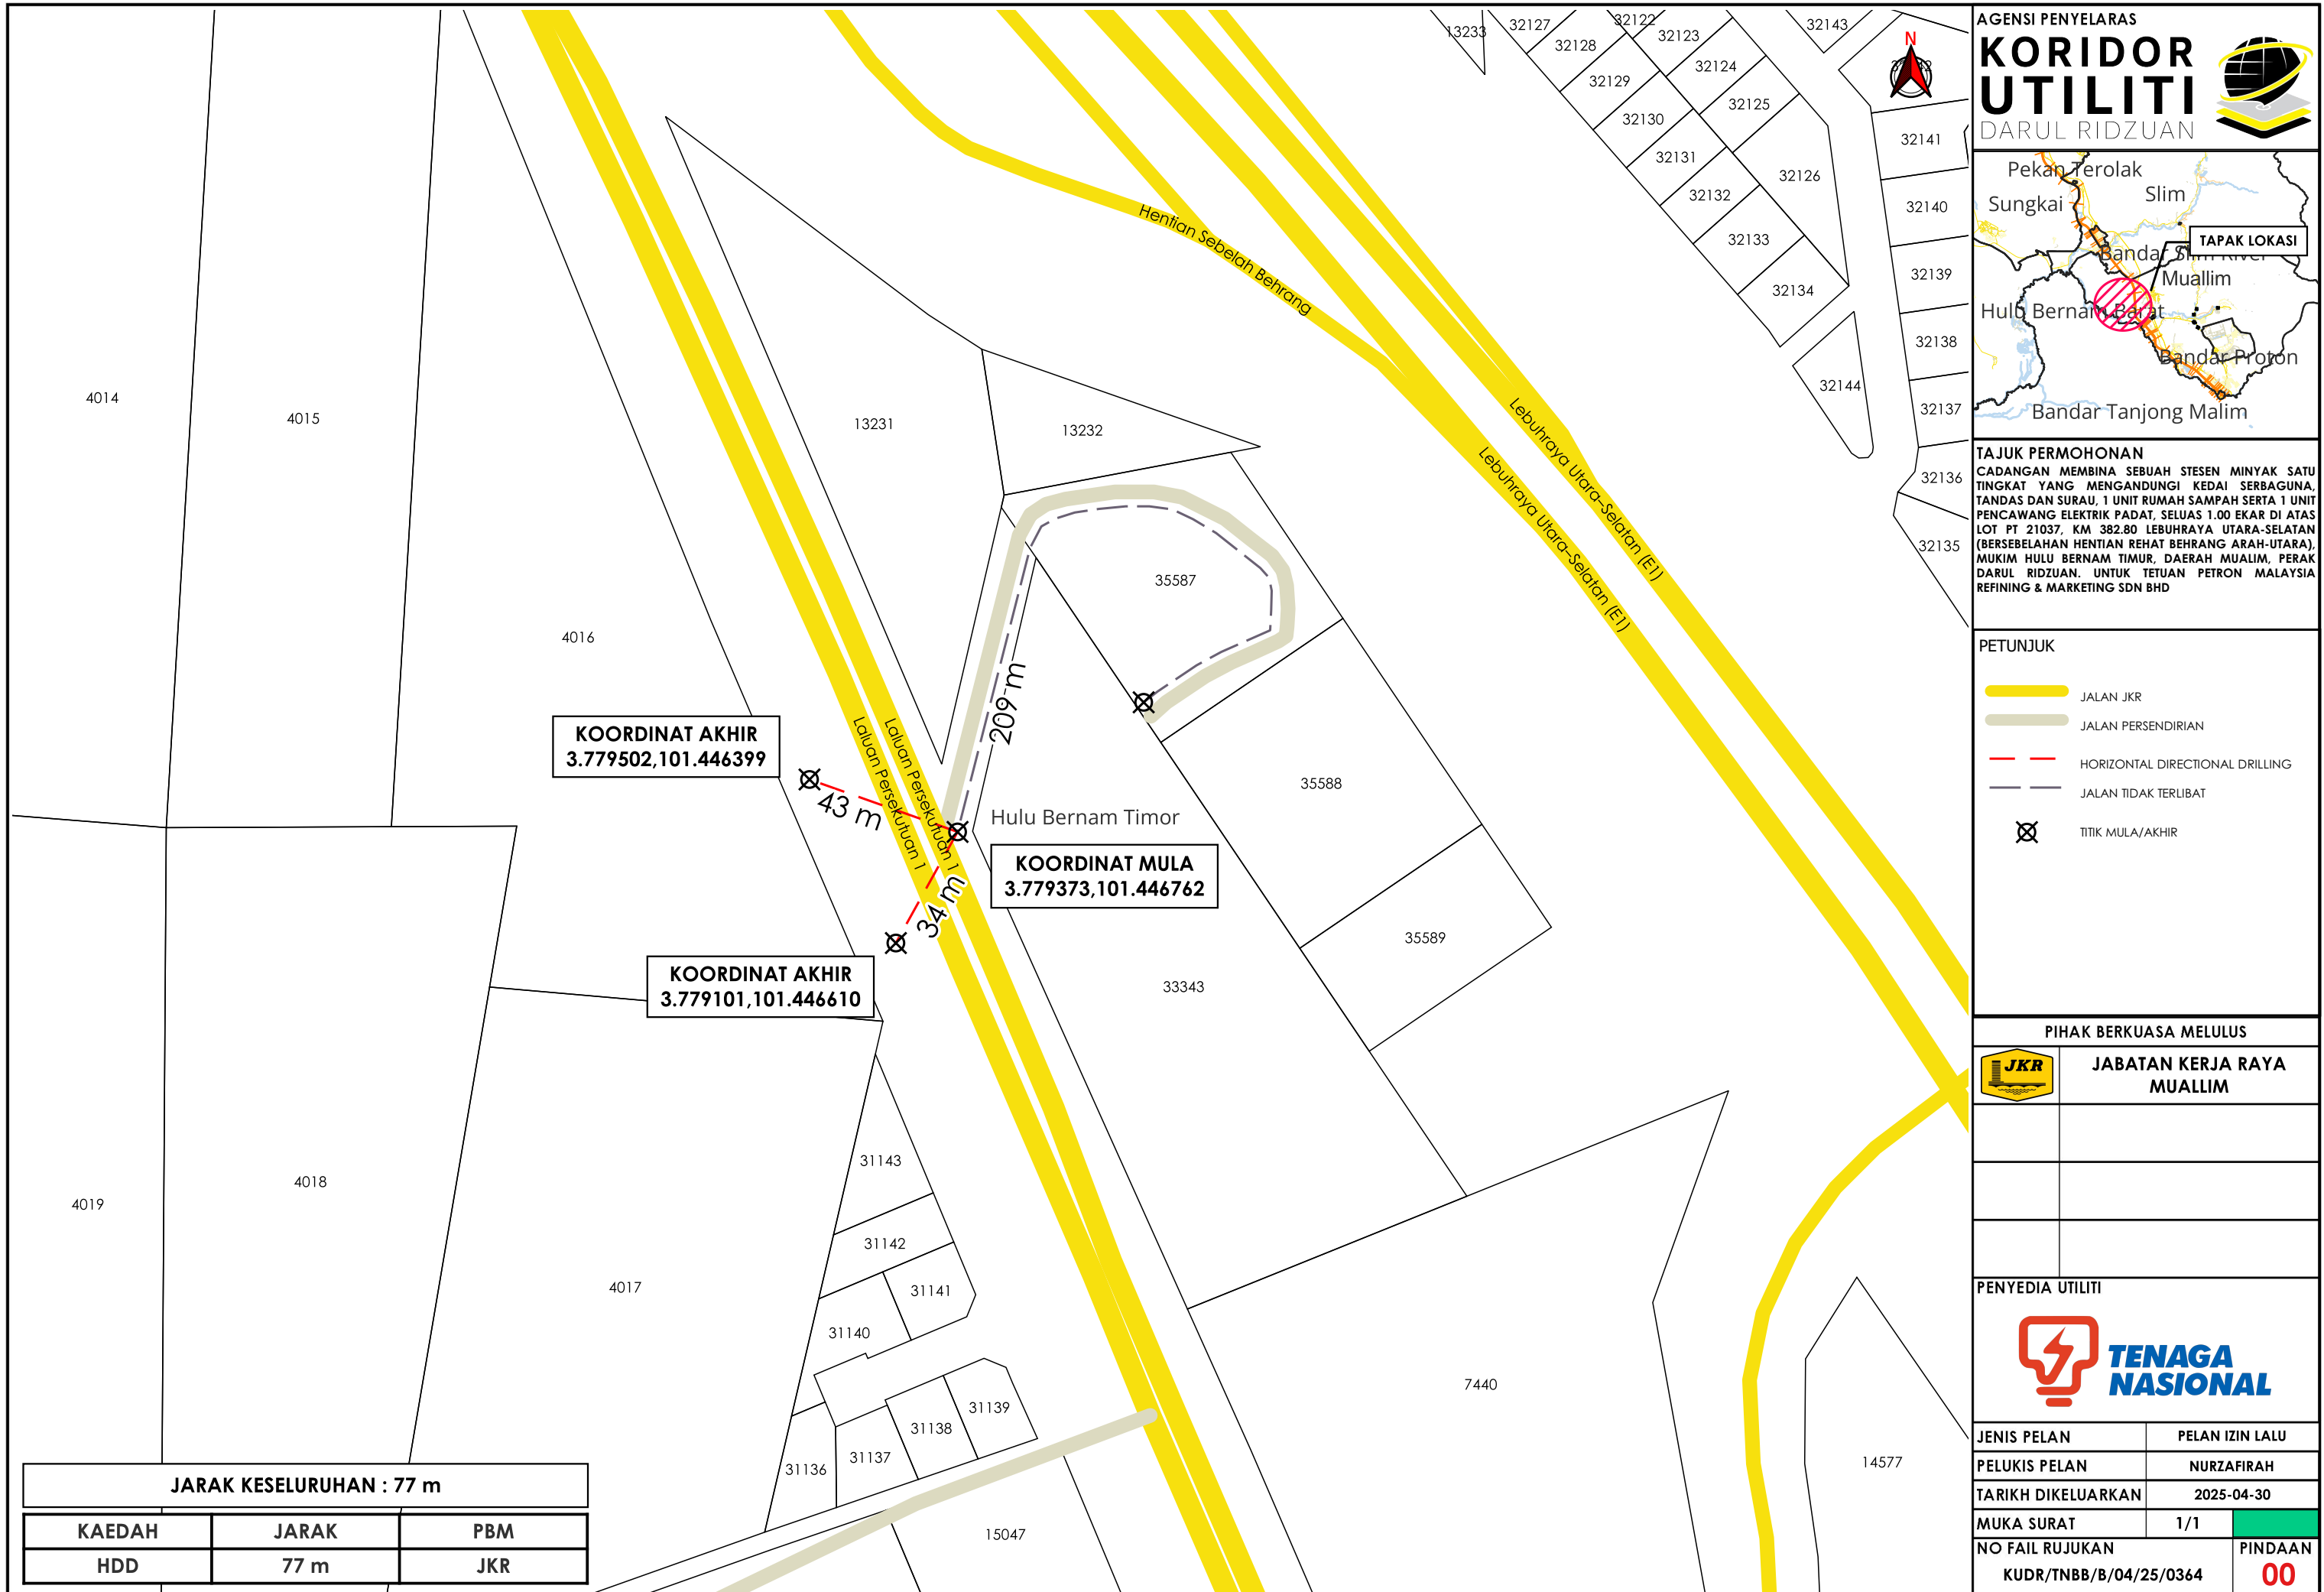 13233
32127
32128
32122
32123
32124
32125
32129
32130
32131
32132
32133
32134
32126
32143
N
32141
32140
32139
32138
32137
32136
32135
32144
Hentian Sebelah Behrang
Lebuhraya Utara–Selatan (E1)
Lebuhraya Utara–Selatan (E1)
4014
4015
4016
13231
13232
35587
209 m
KOORDINAT AKHIR
3.779502,101.446399
43 m
Laluan Persekutuan 1
Laluan Persekutuan 1
Hulu Bernam Timor
KOORDINAT MULA
3.779373,101.446762
34 m
KOORDINAT AKHIR
3.779101,101.446610
35588
35589
33343
4019
4018
4017
31143
31142
31141
31140
31139
31138
31137
31136
15047
7440
14577
JARAK KESELURUHAN : 77 m
KAEDAH JARAK PBM
HDD 77 m JKR
AGENSI PENYELARAS
KORIDOR
UTILITI
DARUL RIDZUAN
Pekan Terolak
Slim
Sungkai
TAPAK LOKASI
Bandar Slim River
Muallim
Hulu Bernam Barat
Bandar Proton
Bandar Tanjong Malim
TAJUK PERMOHONAN
CADANGAN MEMBINA SEBUAH STESEN MINYAK SATU
TINGKAT YANG MENGANDUNGI KEDAI SERBAGUNA,
TANDAS DAN SURAU, 1 UNIT RUMAH SAMPAH SERTA 1 UNIT
PENCAWANG ELEKTRIK PADAT, SELUAS 1.00 EKAR DI ATAS
LOT PT 21037, KM 382.80 LEBUHRAYA UTARA-SELATAN
(BERSEBELAHAN HENTIAN REHAT BEHRANG ARAH-UTARA),
MUKIM HULU BERNAM TIMUR, DAERAH MUALIM, PERAK
DARUL RIDZUAN. UNTUK TETUAN PETRON MALAYSIA
REFINING & MARKETING SDN BHD
PETUNJUK
JALAN JKR
JALAN PERSENDIRIAN
HORIZONTAL DIRECTIONAL DRILLING
JALAN TIDAK TERLIBAT
TITIK MULA/AKHIR
PIHAK BERKUASA MELULUS
JKR
JABATAN KERJA RAYA
MUALLIM
PENYEDIA UTILITI
TENAGA
NASIONAL
JENIS PELAN PELAN IZIN LALU
PELUKIS PELAN NURZAFIRAH
TARIKH DIKELUARKAN 2025-04-30
MUKA SURAT 1/1
NO FAIL RUJUKAN PINDAAN
KUDR/TNBB/B/04/25/0364 00